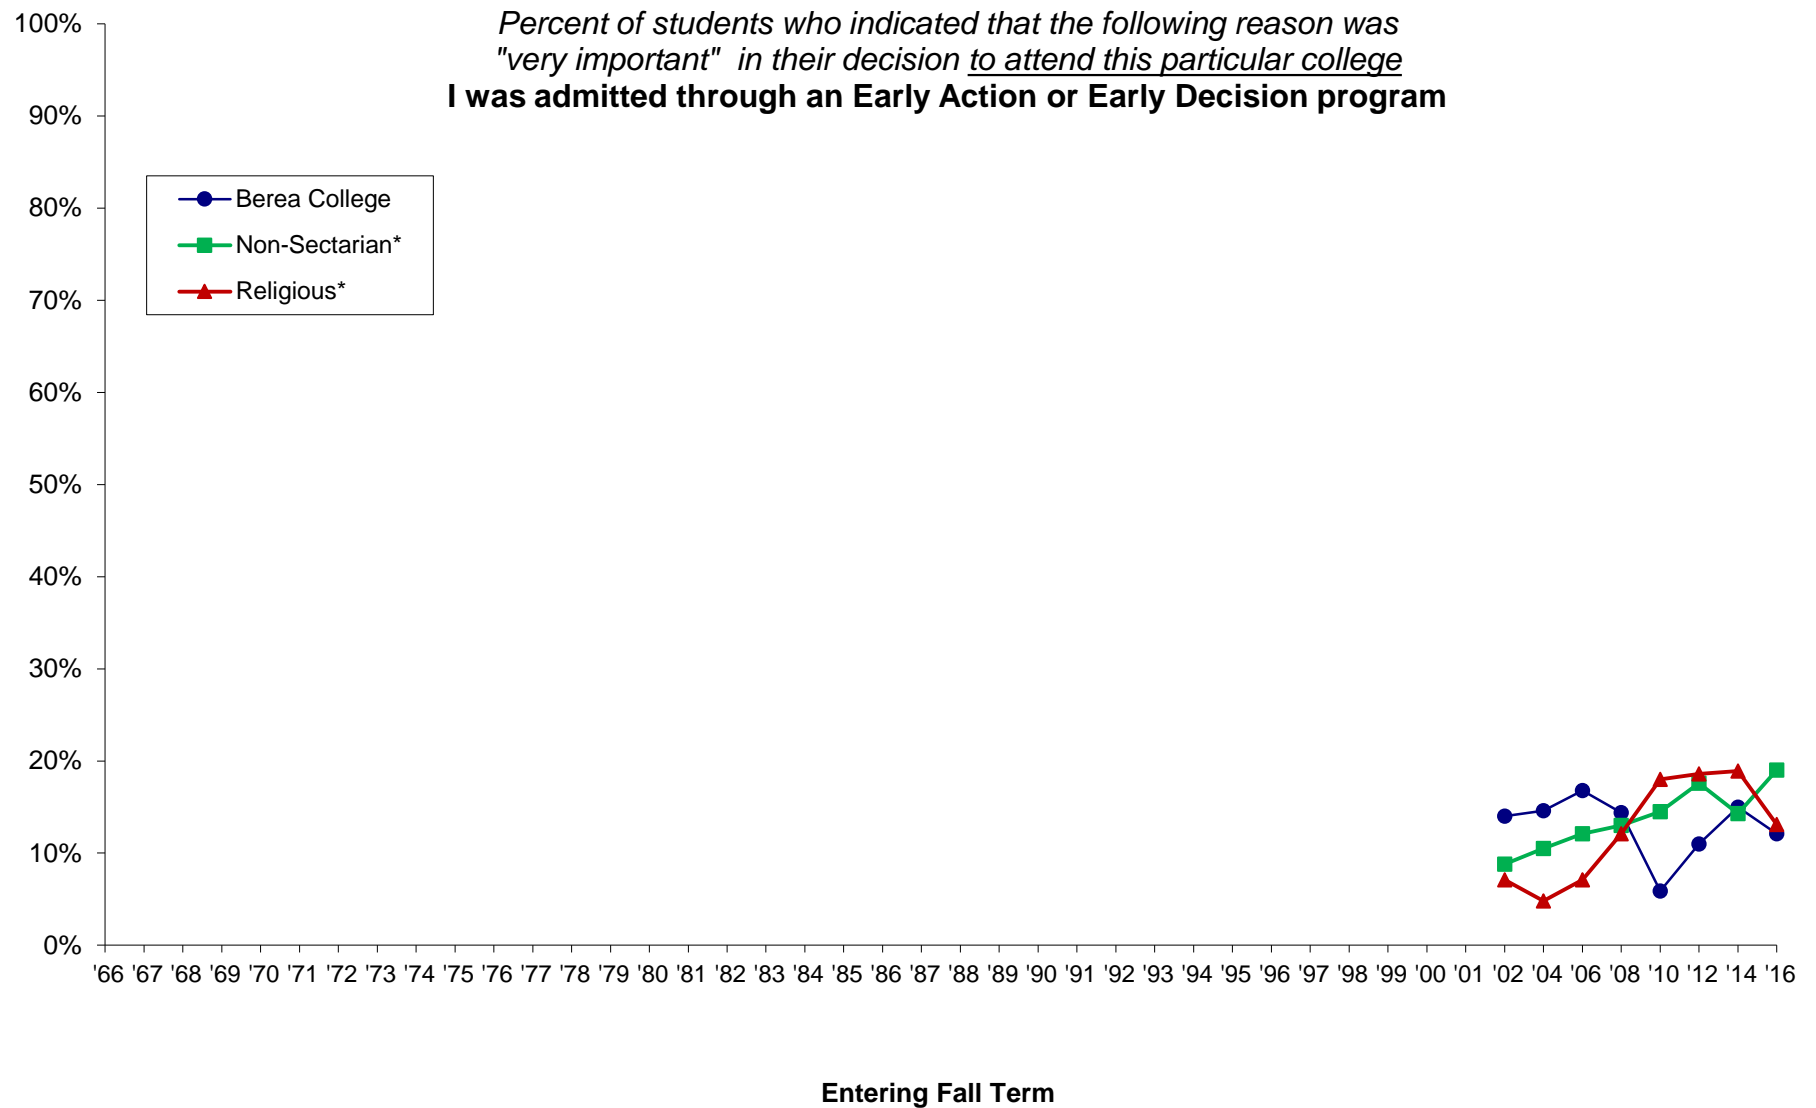 Percent of students who indicated that the following reason was
"very important"  in their decision to attend this particular college
I was admitted through an Early Action or Early Decision program
100%
90%
80%
70%
60%
50%
40%
30%
20%
10%
0%
Berea College
Non-Sectarian*
Religious*
'66 '67 '68 '69 '70 '71 '72 '73 '74 '75 '76 '77 '78 '79 '80 '81 '82 '83 '84 '85 '86 '87 '88 '89 '90 '91 '92 '93 '94 '95 '96 '97 '98 '99 '00 '01 '02 '04 '06 '08 '10 '12 '14 '16
Entering Fall Term